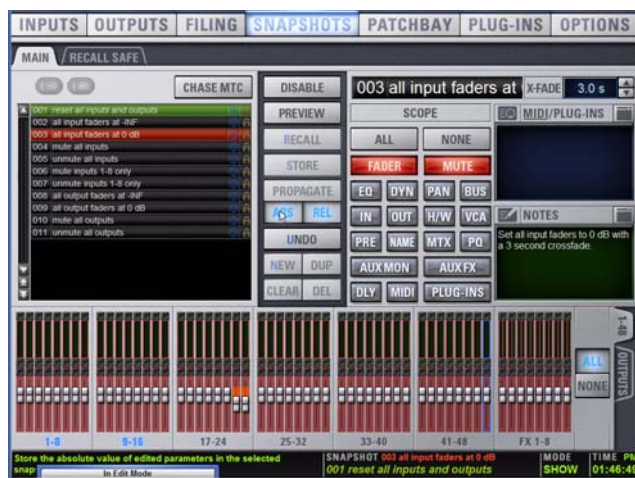 INPUTS OUTPUTS FILING SNAPSHOTS PATCHBAY PLUG-INS OPTIONS
MAIN RECALL SAFE
CHASE MTC
001 reset all inputs and outputs
002 all input faders at -INF
003 all input faders at 0 dB
004 mute all inputs
005 unmute all inputs
006 mute inputs 1-8 only
007 unmute inputs 1-8 only
008 all output faders at -INF
009 all output faders at 0 dB
010 mute all outputs
011 unmute all outputs
DISABLE
PREVIEW
RECALL
STORE
PROPAGATE
ABS REL
UNDO
NEW DUP
CLEAR DEL
003 all input faders at X-FADE 3.0 s
SCOPE
ALL NONE
FADER MUTE
EQ DYN PAN BUS
IN OUT H/W VCA
PRE NAME MTX PQ
AUX MON AUX FX
DLY MIDI PLUG-INS
MIDI/PLUG-INS
NOTES
Set all input faders to 0 dB with
a 3 second crossfade.
1-48
OUTPUTS
ALL
NONE
1-8 9-16 17-24 25-32 33-40 41-48 FX 1-8
Store the absolute value of edited parameters in the selected
snap
In Edit Mode
SNAPSHOT 003 all input faders at 0 dB
001 reset all inputs and outputs
MODE
SHOW
TIME PM
01:46:49